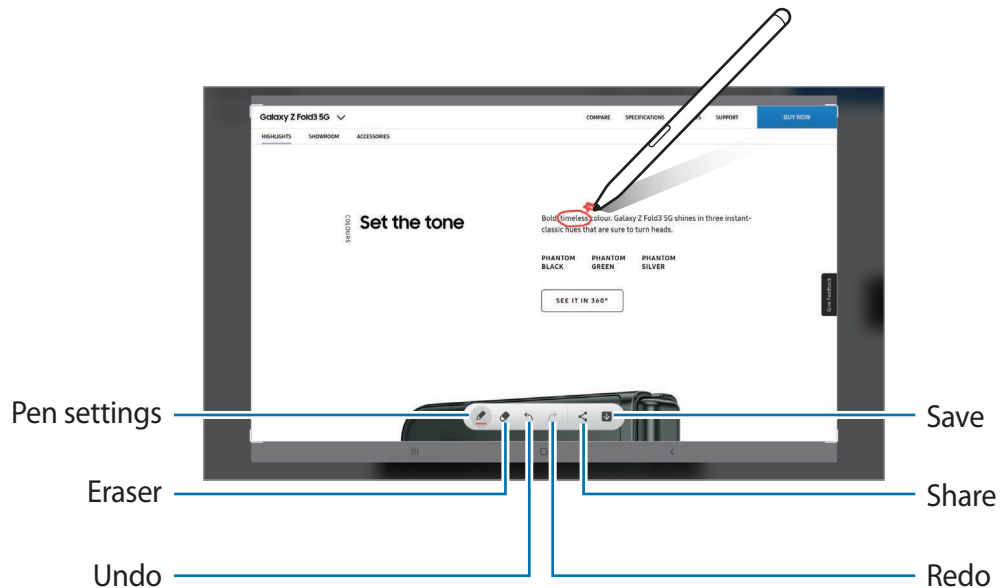 Galaxy Z Fold3 5G
COMPARE SPECIFICATIONS SUPPORT BUY NOW
HIGHLIGHTS SHOWROOM ACCESSORIES
COLOURS
Set the tone
Bold, timeless colour. Galaxy Z Fold3 5G shines in three instant-
classic hues that are sure to turn heads.
PHANTOM BLACK
PHANTOM GREEN
PHANTOM SILVER
SEE IT IN 360°
Give Feedback
Pen settings
Save
Eraser
Share
Undo
Redo